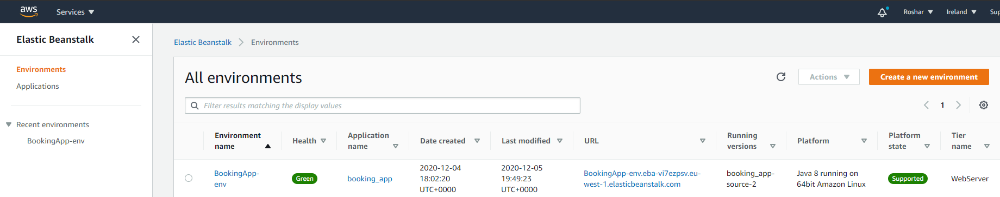 aws
Services
Roshar
Ireland
Sup
Elastic Beanstalk
Environments
Applications
Recent environments
BookingApp-env
Elastic Beanstalk
Environments
All environments
Actions
Create a new environment
Filter results matching the display values
1
Environment
name
Health
Application
name
Date created
Last modified
URL
Running
versions
Platform
Platform
state
Tier
name
BookingApp-
env
Green
booking_app
2020-12-04
18:02:20
UTC+0000
2020-12-05
19:49:23
UTC+0000
BookingApp-env.eba-vi7ezpsv.eu-
west-1.elasticbeanstalk.com
booking_app-
source-2
Java 8 running on
64bit Amazon Linux
Supported
WebServer